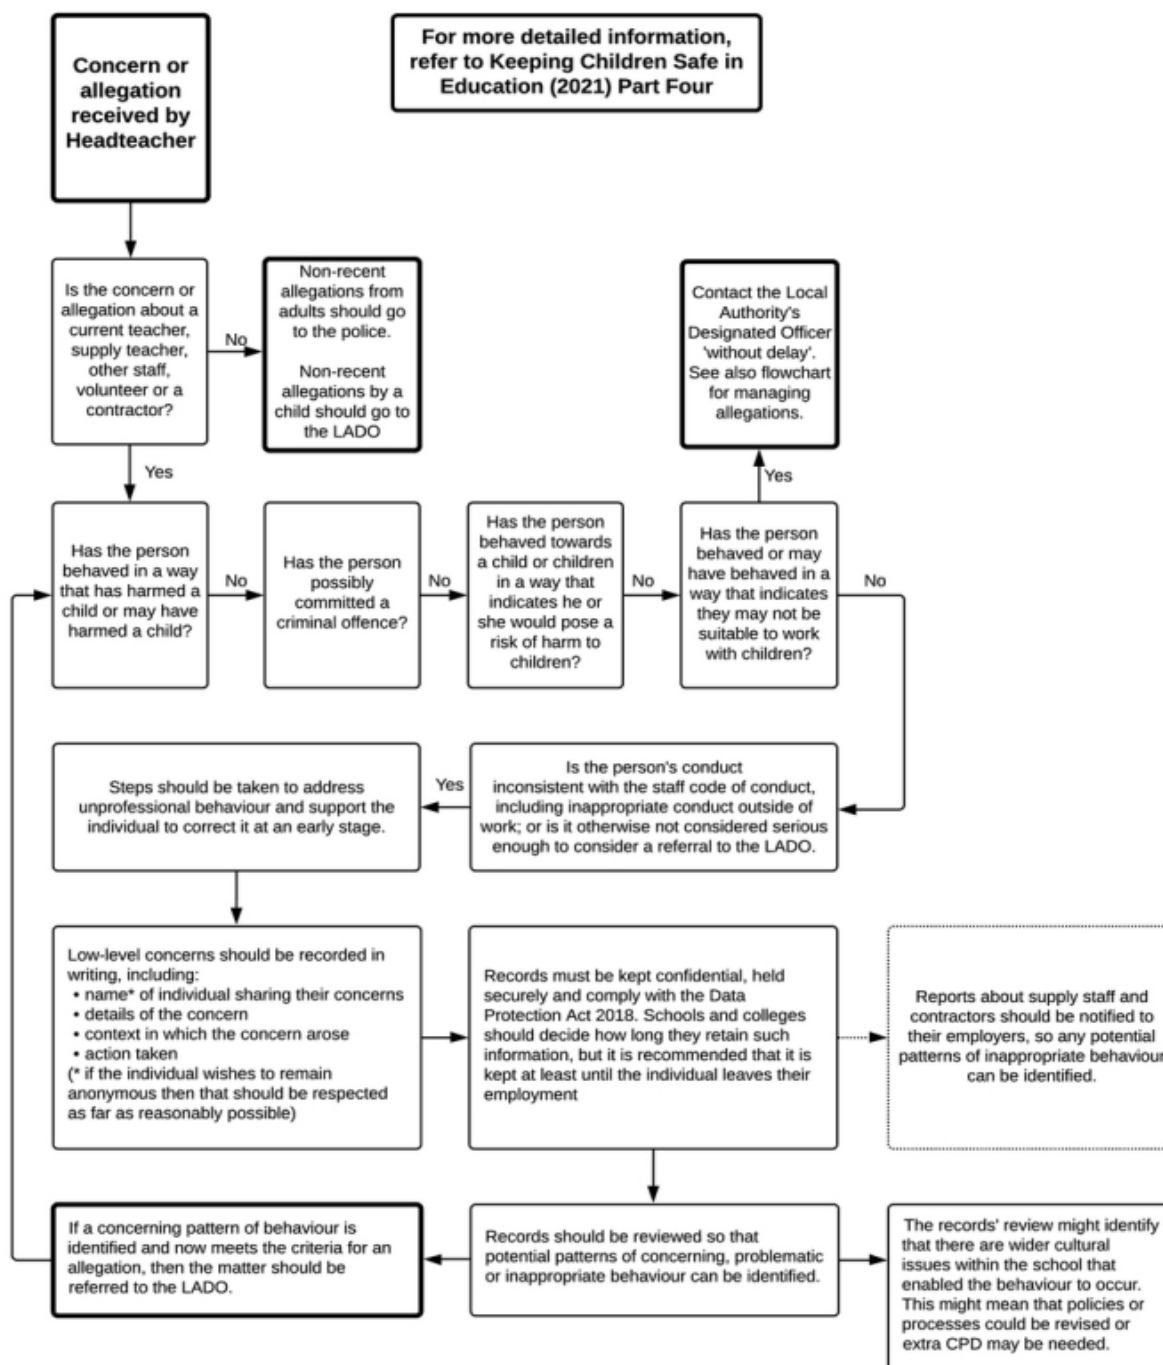 Concern or
allegation
received by
Headteacher
For more detailed information,
refer to Keeping Children Safe in
Education (2021) Part Four
Is the concern or
allegation about a
current teacher,
supply teacher,
other staff,
volunteer or a
contractor?
No
Non-recent
allegations from
adults should go
to the police.
Non-recent
allegations by a
child should go to
the LADO
Contact the Local
Authority's
Designated Officer
'without delay'.
See also flowchart
for managing
allegations.
Yes
Yes
Has the person
behaved in a way
that has harmed a
child or may have
harmed a child?
No
Has the person
possibly
committed a
criminal offence?
No
Has the person
behaved towards
a child or children
in a way that
indicates he or
she would pose a
risk of harm to
children?
No
Has the person
behaved or may
have behaved in a
way that indicates
they may not be
suitable to work
with children?
No
Steps should be taken to address
unprofessional behaviour and support the
individual to correct it at an early stage.
Yes
Is the person's conduct
inconsistent with the staff code of conduct,
including inappropriate conduct outside of
work; or is it otherwise not considered serious
enough to consider a referral to the LADO.
Low-level concerns should be recorded in
writing, including:
• name* of individual sharing their concerns
• details of the concern
• context in which the concern arose
• action taken
(* if the individual wishes to remain
anonymous then that should be respected
as far as reasonably possible)
Records must be kept confidential, held
securely and comply with the Data
Protection Act 2018. Schools and colleges
should decide how long they retain such
information, but it is recommended that it is
kept at least until the individual leaves their
employment
Reports about supply staff and
contractors should be notified to
their employers, so any potential
patterns of inappropriate behaviour
can be identified.
If a concerning pattern of behaviour is
identified and now meets the criteria for an
allegation, then the matter should be
referred to the LADO.
Records should be reviewed so that
potential patterns of concerning, problematic
or inappropriate behaviour can be identified.
The records' review might identify
that there are wider cultural
issues within the school that
enabled the behaviour to occur.
This might mean that policies or
processes could be revised or
extra CPD may be needed.